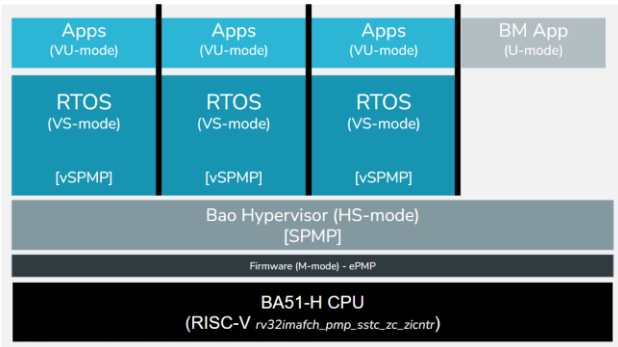 Apps
(VU-mode)
Apps
(VU-mode)
Apps
(VU-mode)
BM App
(U-mode)
RTOS
(VS-mode)
[vSPMP]
RTOS
(VS-mode)
[vSPMP]
RTOS
(VS-mode)
[vSPMP]
Bao Hypervisor (HS-mode)
[SPMP]
Firmware (M-mode) - ePMP
BA51-H CPU
(RISC-V rv32imafch_pmp_sstc_zc_zicntr)